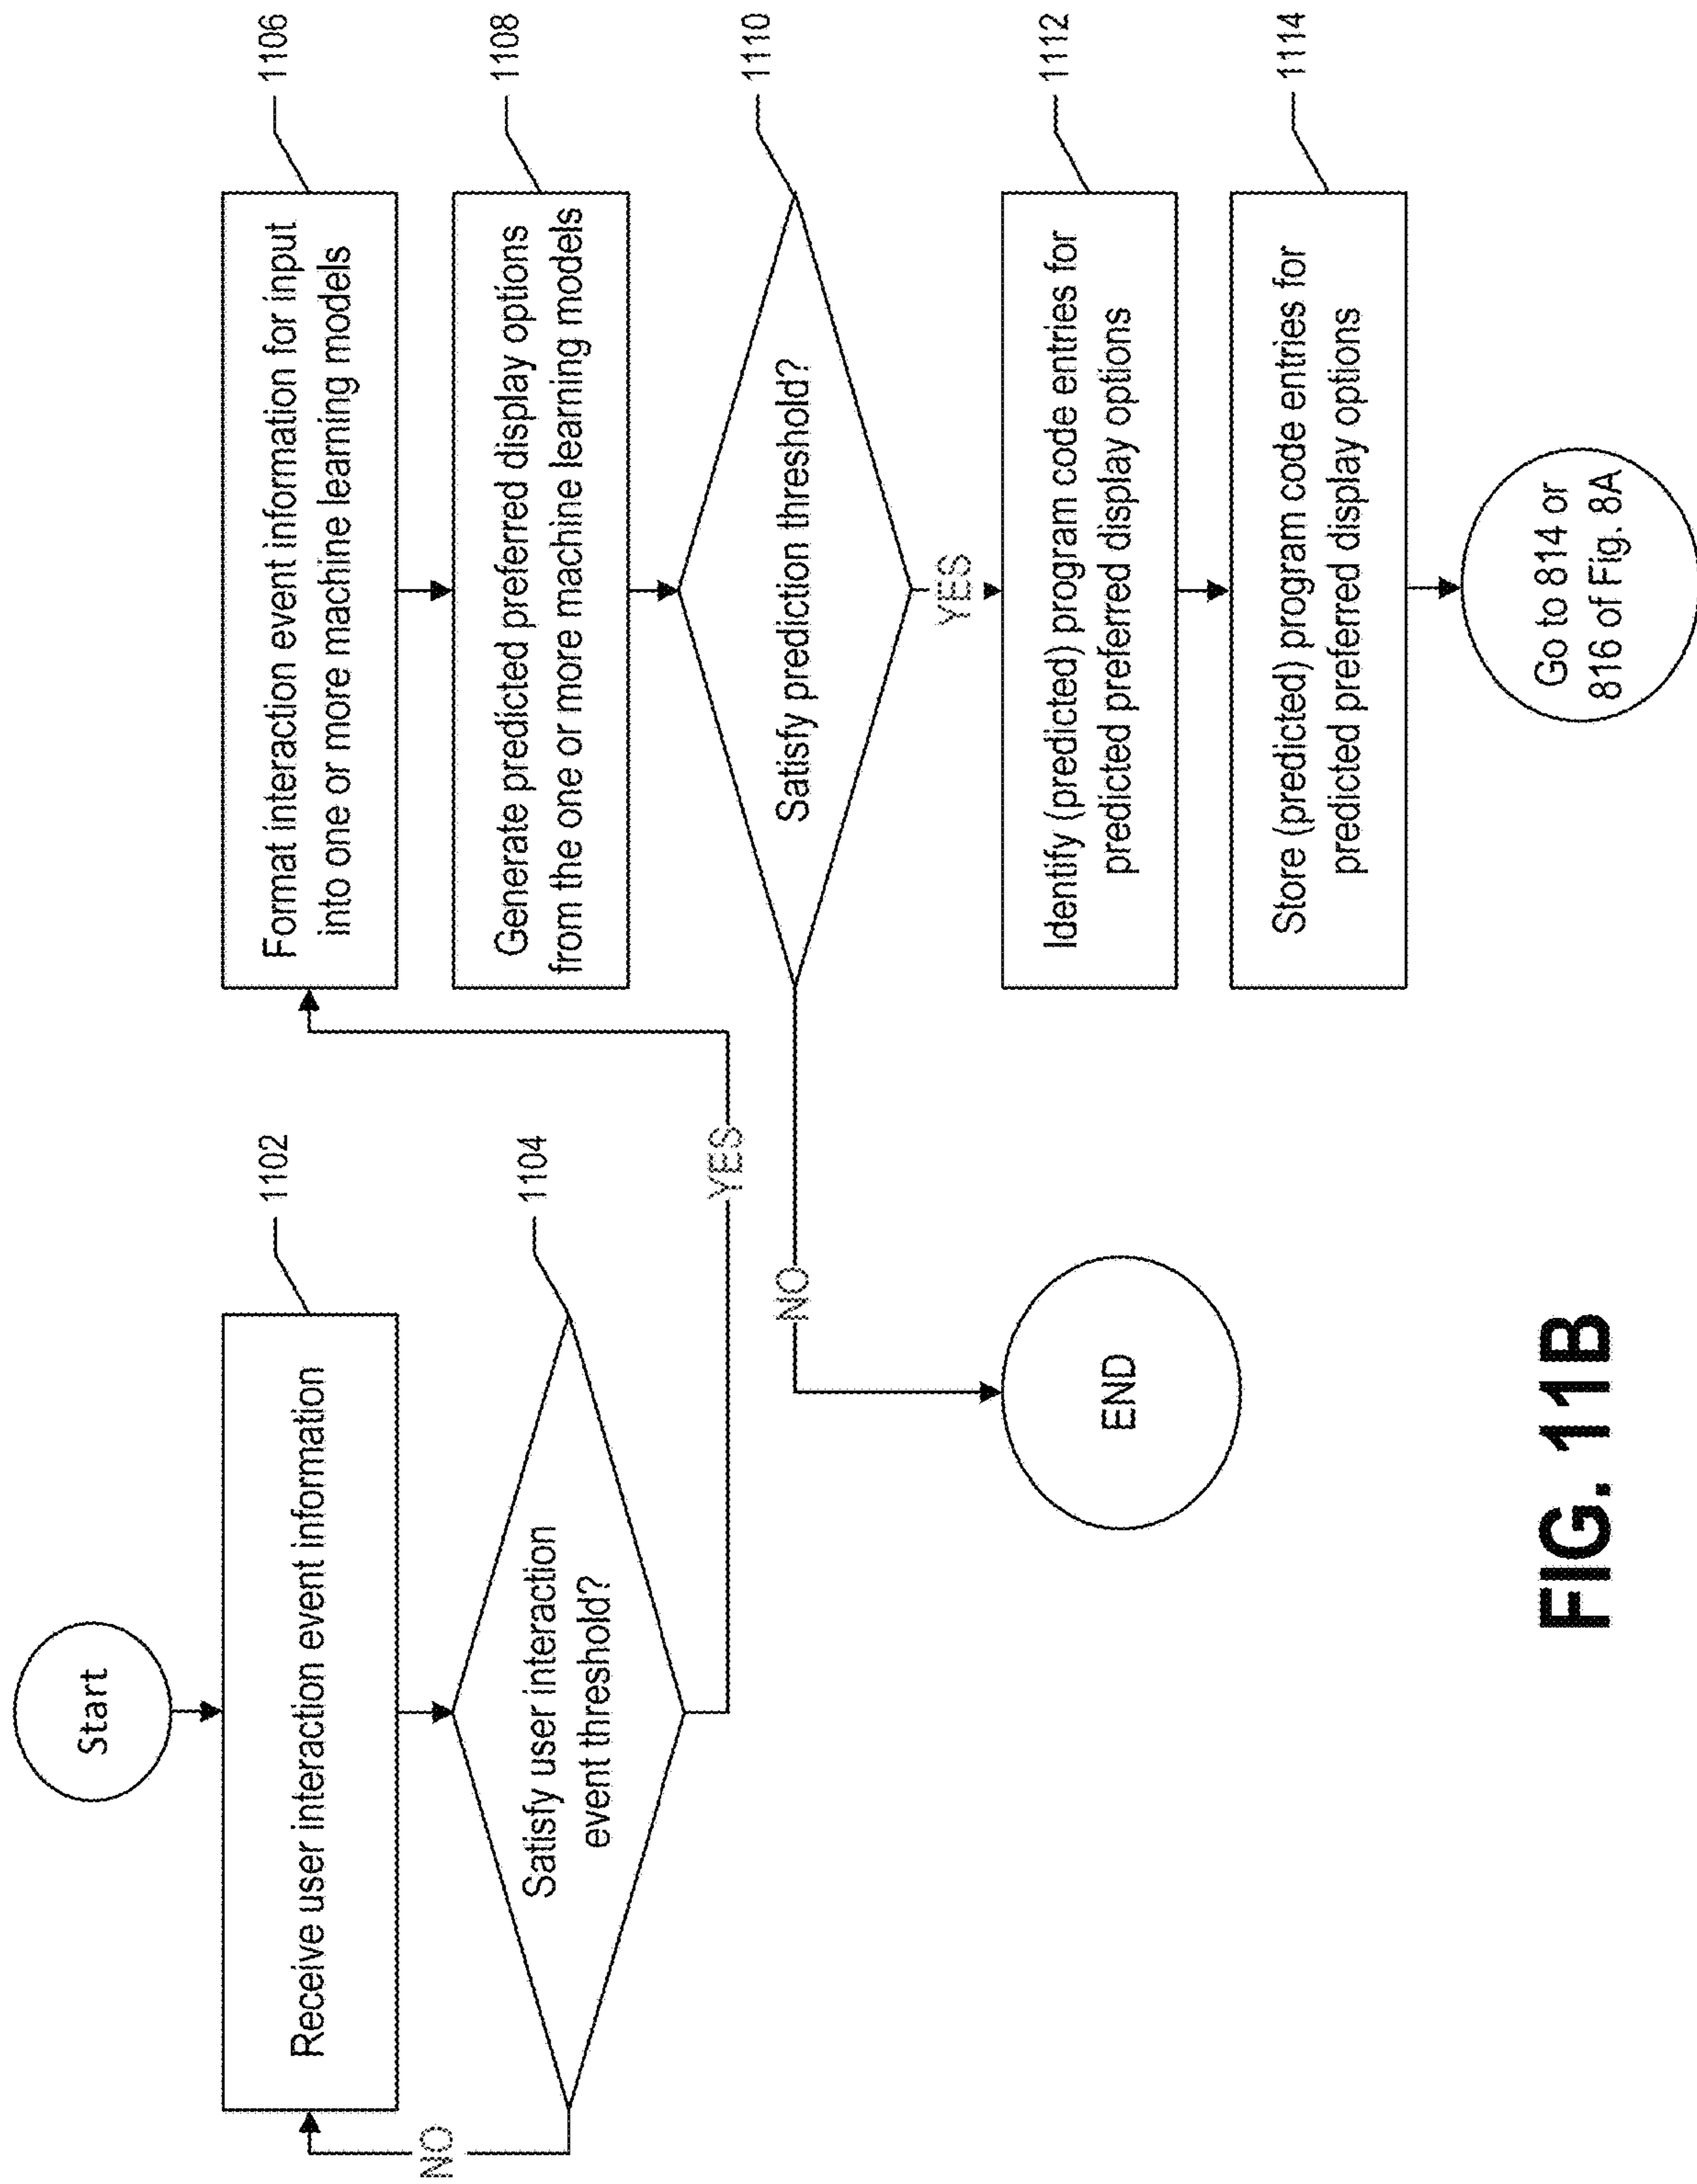 Start
Receive user interaction event information
1102
Satisfy user interaction
event threshold?
1104
NO
YES
Format interaction event information for input
into one or more machine learning models
1106
Generate predicted preferred display options
from the one or more machine learning models
1108
Satisfy prediction threshold?
1110
NO
END
YES
Identify (predicted) program code entries for
predicted preferred display options
1112
Store (predicted) program code entries for
predicted preferred display options
1114
Go to 814 or
816 of Fig. 8A
FIG. 11B